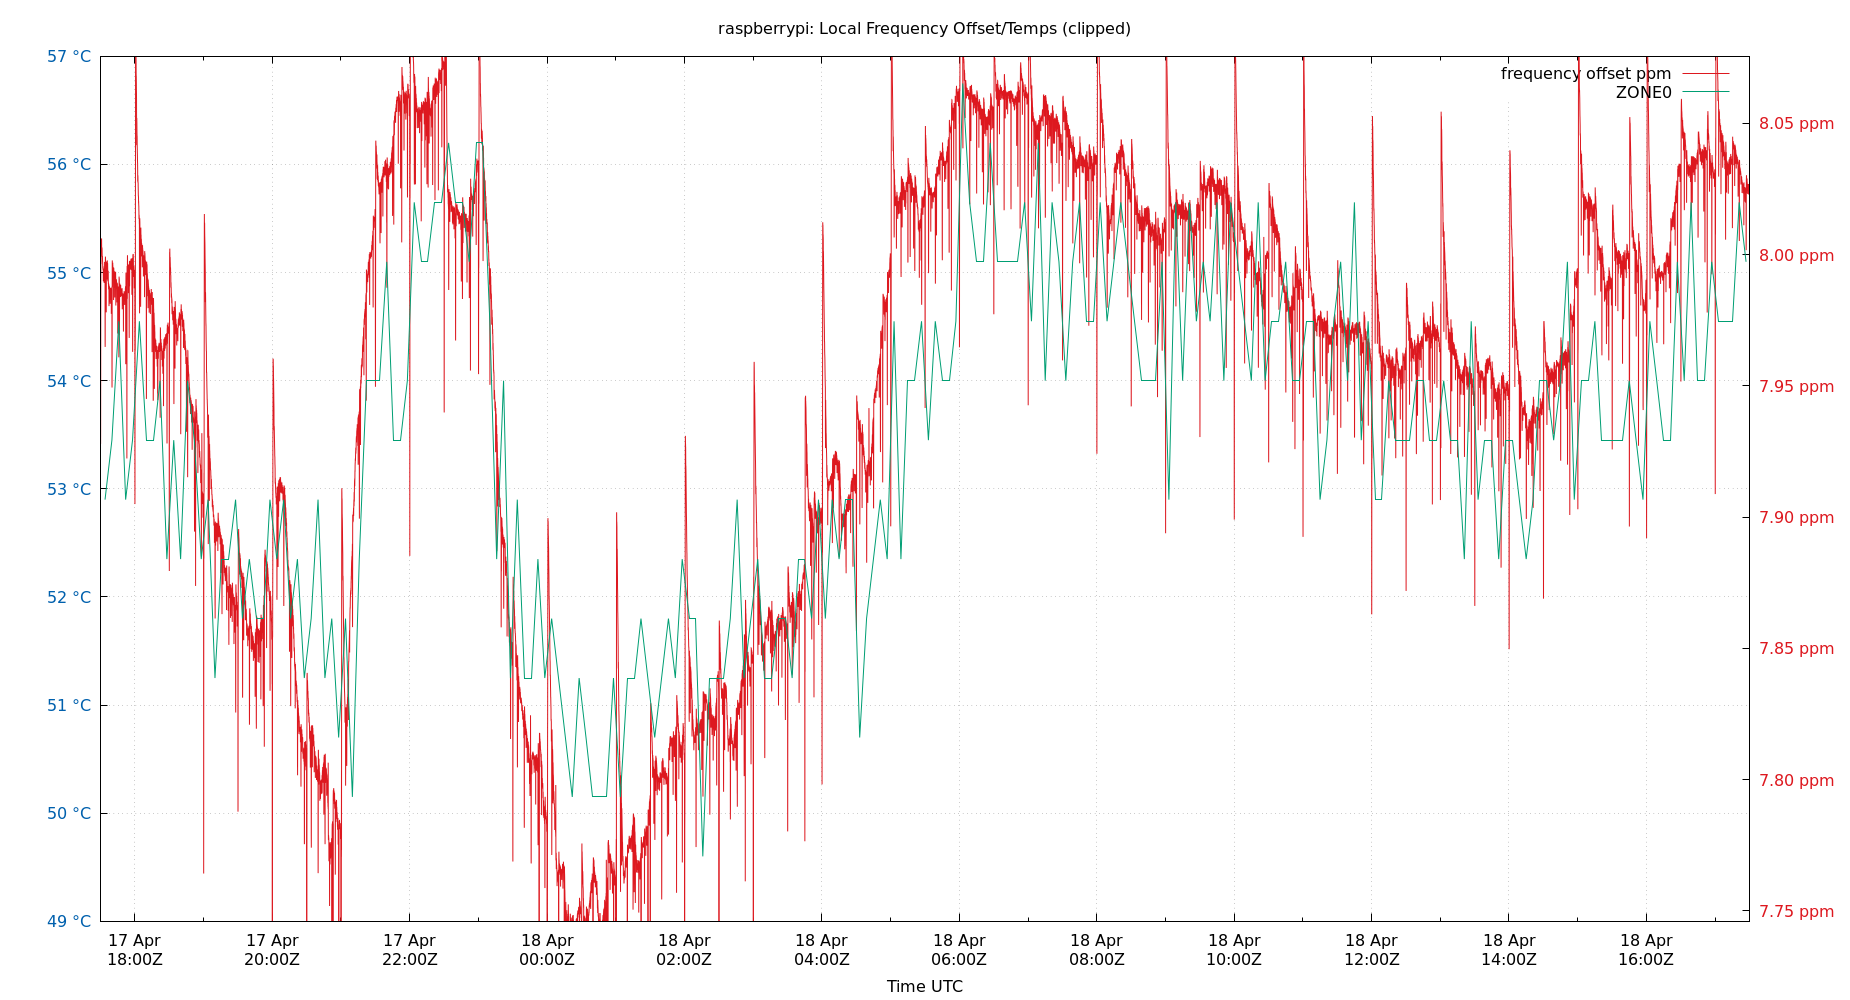 raspberrypi: Local Frequency Offset/Temps (clipped)
frequency offset ppm
ZONE0
57 °C
56 °C
55 °C
54 °C
53 °C
52 °C
51 °C
50 °C
49 °C
8.05 ppm
8.00 ppm
7.95 ppm
7.90 ppm
7.85 ppm
7.80 ppm
7.75 ppm
17 Apr
18:00Z
17 Apr
20:00Z
17 Apr
22:00Z
18 Apr
00:00Z
18 Apr
02:00Z
18 Apr
04:00Z
18 Apr
06:00Z
18 Apr
08:00Z
18 Apr
10:00Z
18 Apr
12:00Z
18 Apr
14:00Z
18 Apr
16:00Z
Time UTC